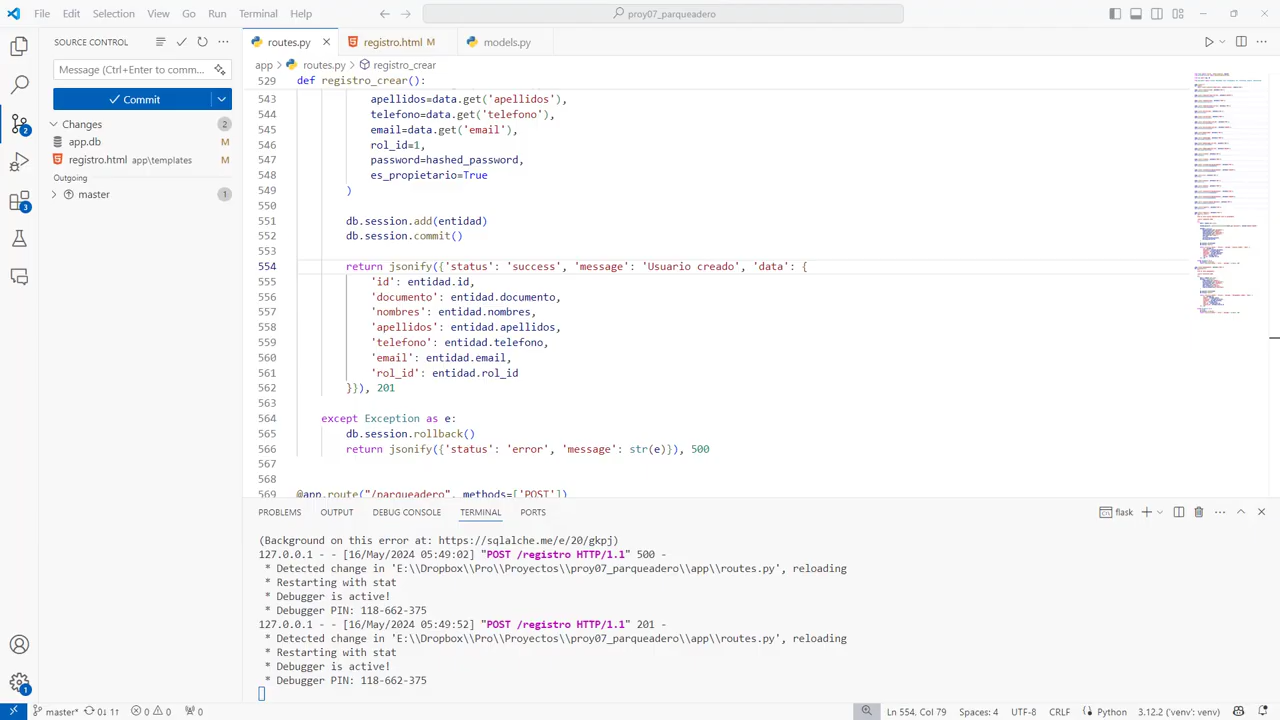 File Edit Selection View Go Run Terminal Help
proy07_parqueadero
SOURCE CONTROL
routes.py
registro.html M
models.py
app > routes.py > registro_crear
Message (Ctrl+Enter to comm...
Commit
registro.html app\templates M
1
2
1
1
529 def registro_crear():
543 apellidos=data.get('apellidos'),
544 telefono=data.get('telefono'),
545 email=data.get('email'),
546 rol_id=2,
547 password=hashed_password,
548 es_propietario=True
549 )
550
551 db.session.add(entidad)
552 db.session.commit()
553
554 return jsonify({'status': 'success', 'message': 'Usuario creado', 'data': {
555 'id': entidad.id,
556 'documento': entidad.documento,
557 'nombres': entidad.nombres,
558 'apellidos': entidad.apellidos,
559 'telefono': entidad.telefono,
560 'email': entidad.email,
561 'rol_id': entidad.rol_id
562 }}), 201
563
564 except Exception as e:
565 db.session.rollback()
566 return jsonify({'status': 'error', 'message': str(e)}), 500
567
568
569 @app.route("/parqueadero", methods=['POST'])
PROBLEMS OUTPUT DEBUG CONSOLE TERMINAL PORTS
flask
(Background on this error at: https://sqlalche.me/e/20/gkpj)
127.0.0.1 - - [16/May/2024 05:49:02] "POST /registro HTTP/1.1" 500 -
* Detected change in 'E:\\Dropbox\\Pro\\Proyectos\\proy07_parqueadero\\app\\routes.py', reloading
* Restarting with stat
* Debugger is active!
* Debugger PIN: 118-662-375
127.0.0.1 - - [16/May/2024 05:49:52] "POST /registro HTTP/1.1" 201 -
* Detected change in 'E:\\Dropbox\\Pro\\Proyectos\\proy07_parqueadero\\app\\routes.py', reloading
* Restarting with stat
* Debugger is active!
* Debugger PIN: 118-662-375
master* 0↓ 1↑ 0 0 0
Ln 554, Col 79 Spaces: 4 UTF-8 CRLF Python 3.12.2 ('venv': venv)